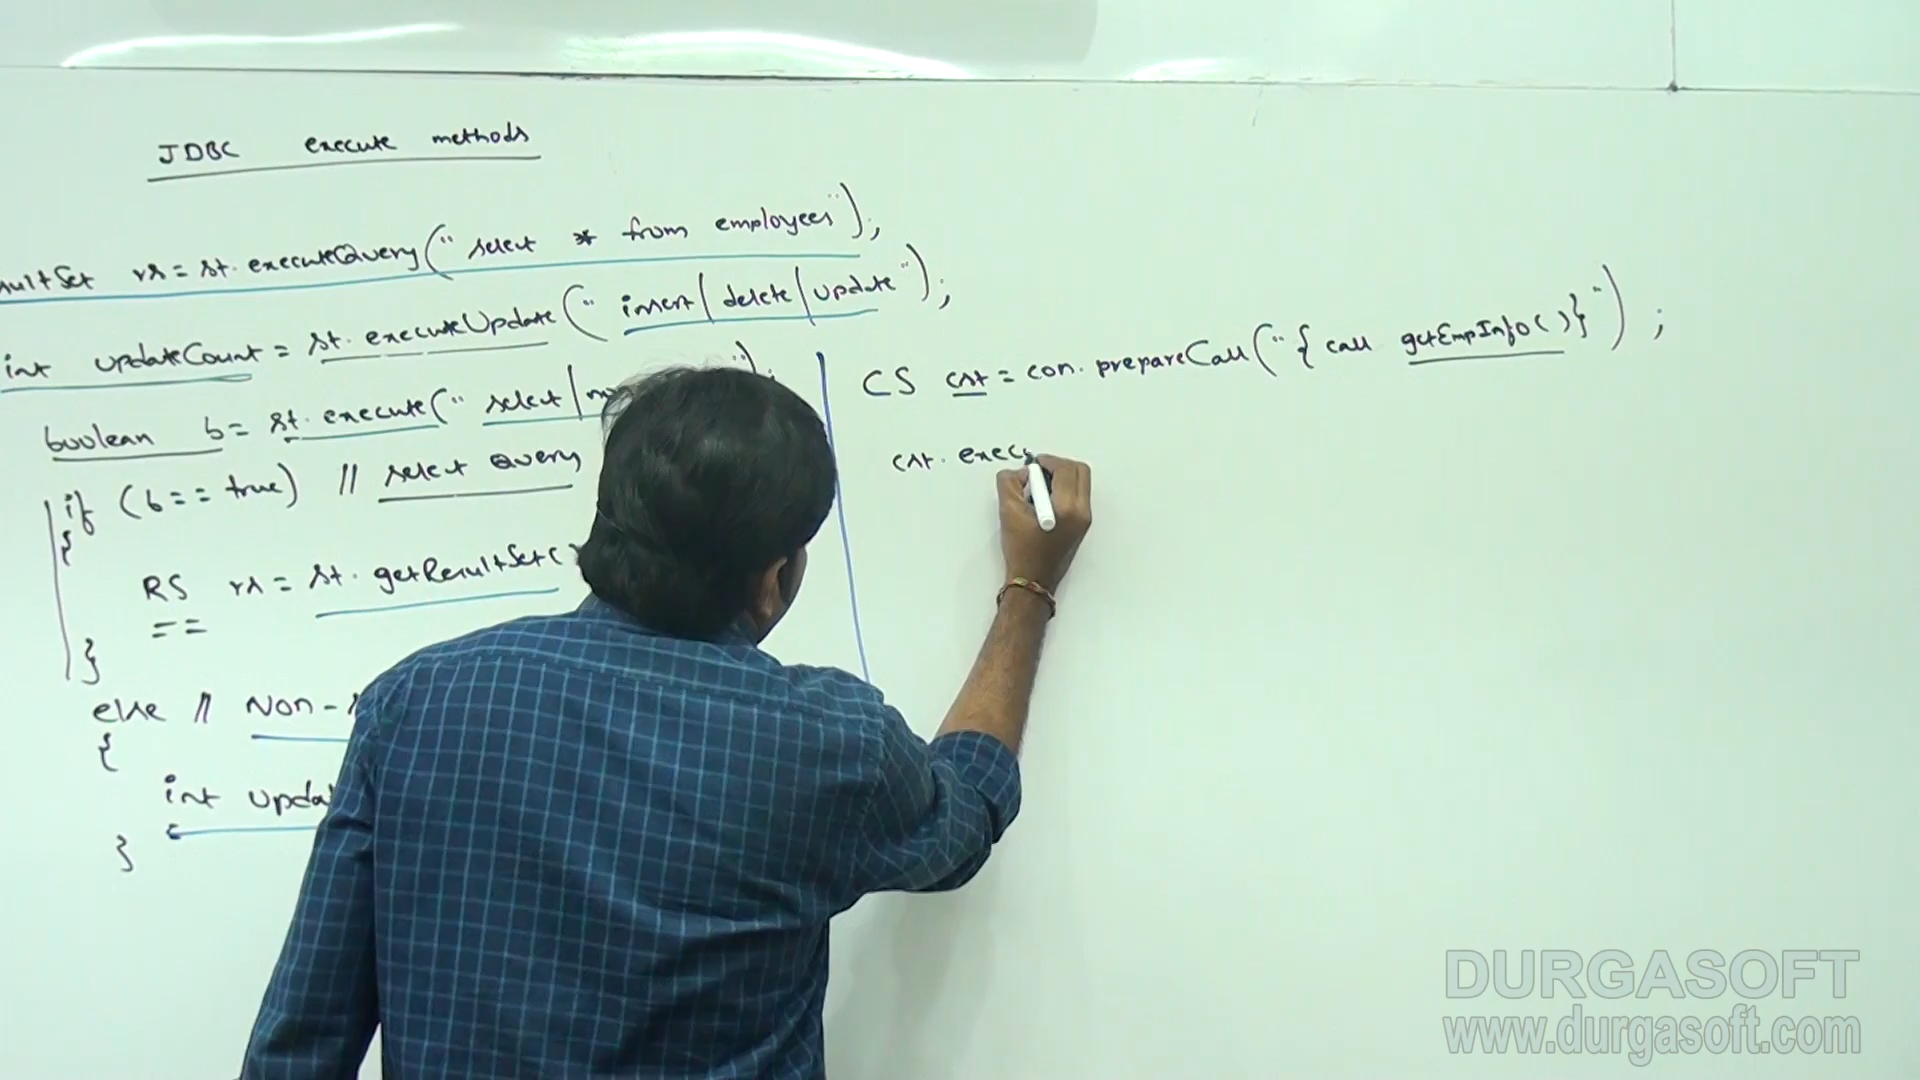 JDBC execute methods
rs = st.executeQuery("select * from employees");
int updateCount = st.executeUpdate("insert/delete/update");
boolean b = st.execute("select/
if (b == true) // select Query
{
RS rs = st.getResultSet(
==
}
else // Non-
{
int updat
}
CS cst = con.prepareCall("{ call getEmpInfo()}");
cst.exec
DURGASOFT
www.durgasoft.com